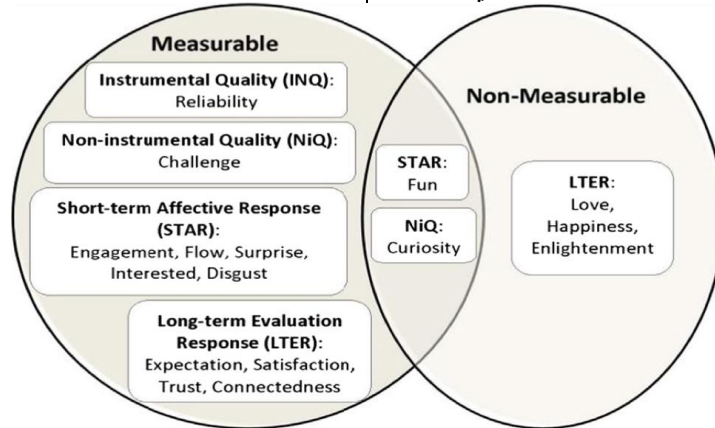 Measurable
Instrumental Quality (INQ):
Reliability
Non-instrumental Quality (NiQ):
Challenge
Short-term Affective Response
(STAR):
Engagement, Flow, Surprise,
Interested, Disgust
Long-term Evaluation
Response (LTER):
Expectation, Satisfaction,
Trust, Connectedness
STAR:
Fun
NiQ:
Curiosity
Non-Measurable
LTER:
Love,
Happiness,
Enlightenment